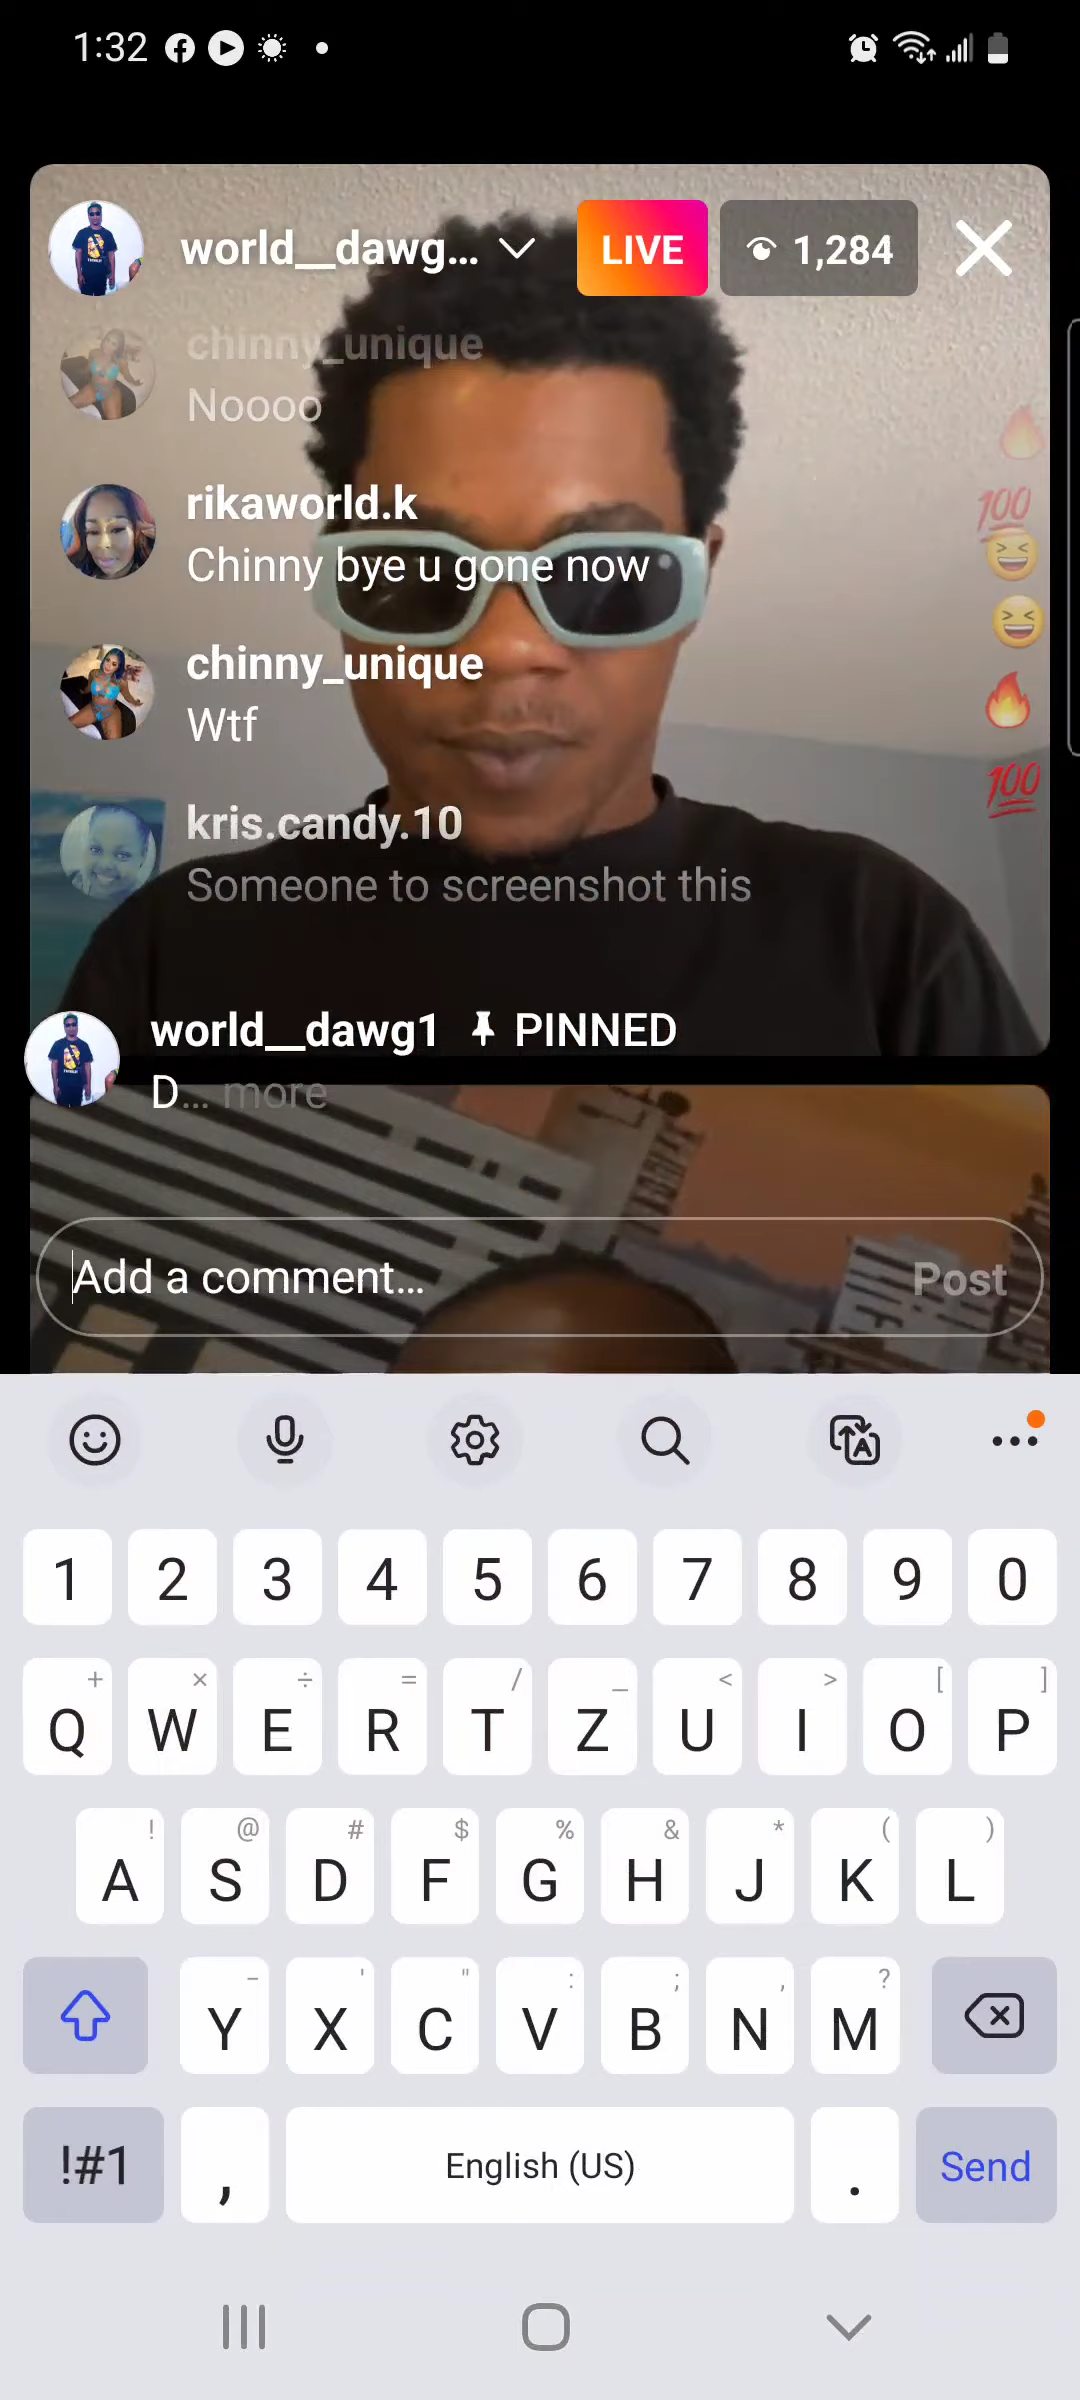 1:32
world__dawg... LIVE 1,284
chinny_unique
Noooo
rikaworld.k
Chinny bye u gone now
chinny_unique
Wtf
kris.candy.10
Someone to screenshot this
world__dawg1 PINNED
D... more
Add a comment... Post
1 2 3 4 5 6 7 8 9 0
+ × ÷ = / _ < > [ ]
Q W E R T Z U I O P
! @ # $ % & * ( )
A S D F G H J K L
- ' " : ; , ?
Y X C V B N M
!#1 , English (US) . Send